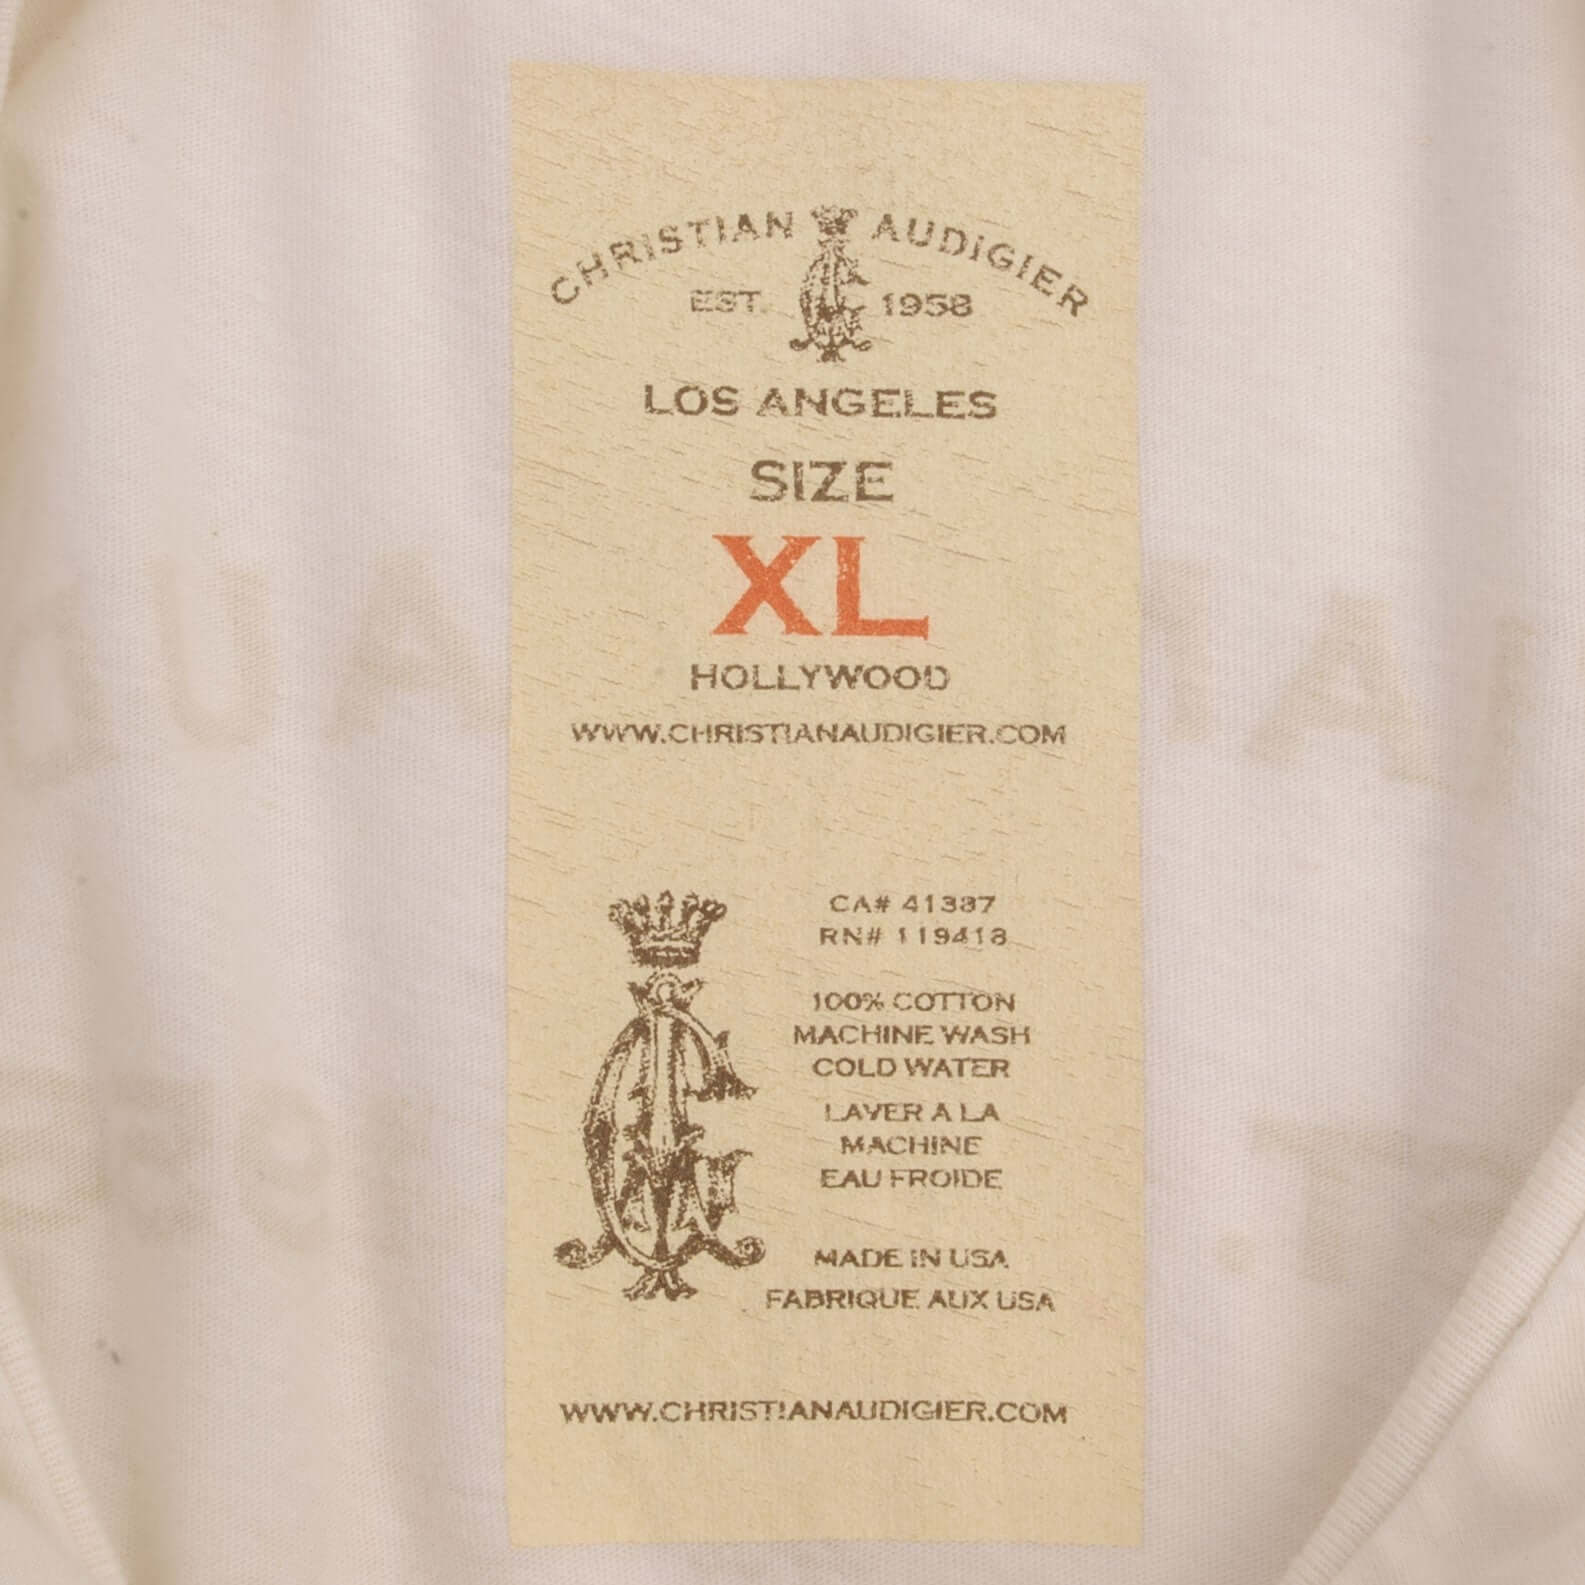 CHRISTIAN AUDIGIER
EST. 1958
LOS ANGELES
SIZE
XL
HOLLYWOOD
WWW.CHRISTIANAUDIGIER.COM
CA# 41387
RN# 119418
100% COTTON
MACHINE WASH
COLD WATER
LAVER A LA
MACHINE
EAU FROIDE
MADE IN USA
FABRIQUE AUX USA
WWW.CHRISTIANAUDIGIER.COM